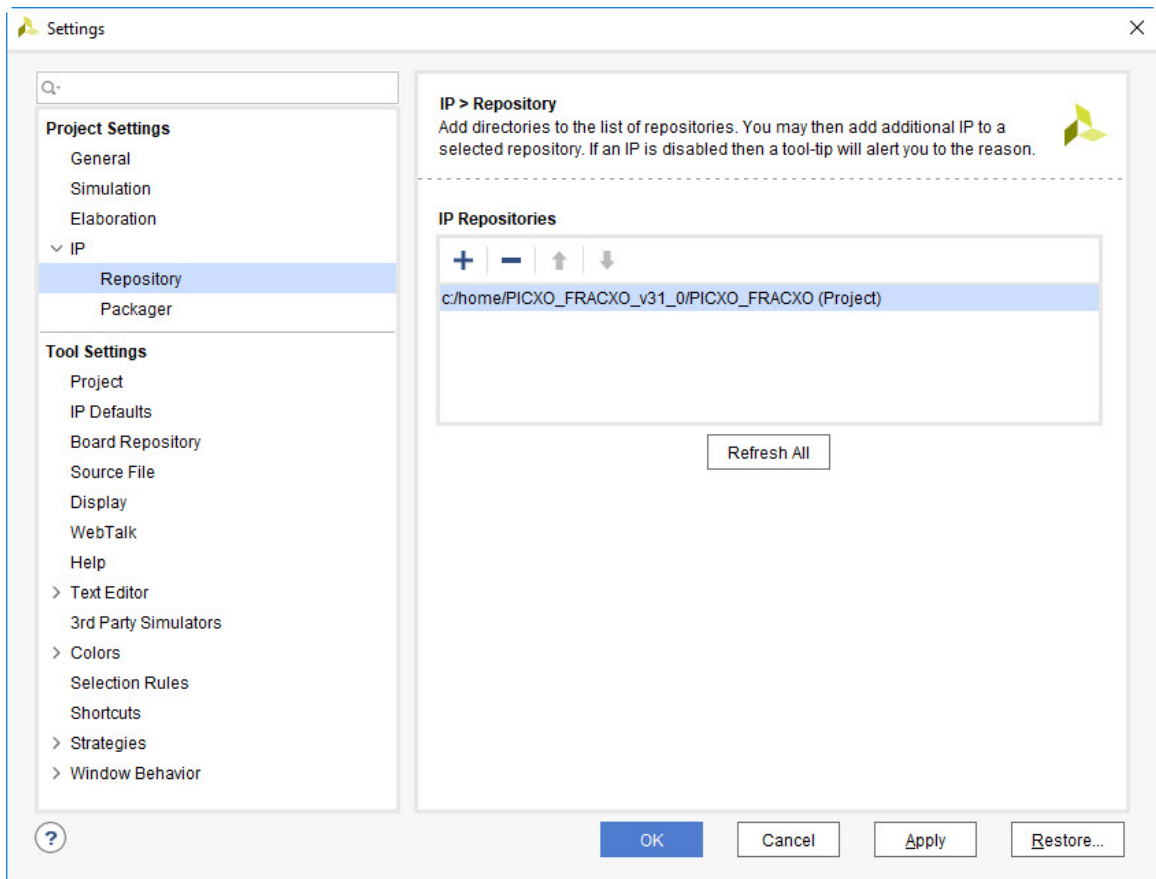 Settings
Project Settings
General
Simulation
Elaboration
IP
Repository
Packager
Tool Settings
Project
IP Defaults
Board Repository
Source File
Display
WebTalk
Help
Text Editor
3rd Party Simulators
Colors
Selection Rules
Shortcuts
Strategies
Window Behavior
IP > Repository
Add directories to the list of repositories. You may then add additional IP to a
selected repository. If an IP is disabled then a tool-tip will alert you to the reason.
IP Repositories
c:/home/PICXO_FRACXO_v31_0/PICXO_FRACXO (Project)
Refresh All
?
OK
Cancel
Apply
Restore...